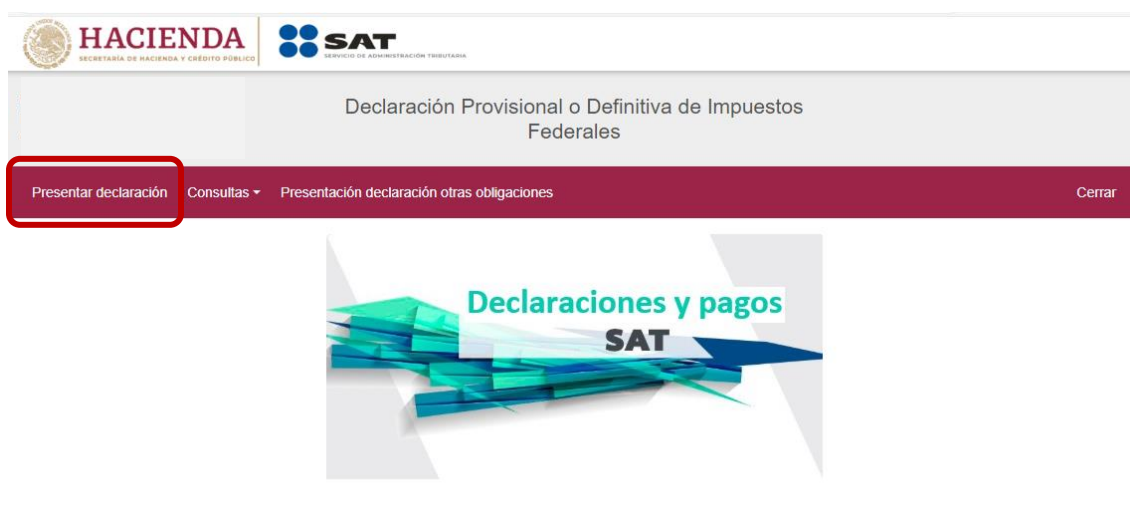 HACIENDA
SECRETARÍA DE HACIENDA Y CRÉDITO PÚBLICO
SAT
SERVICIO DE ADMINISTRACIÓN TRIBUTARIA
Declaración Provisional o Definitiva de Impuestos
Federales
Presentar declaración Consultas Presentación declaración otras obligaciones Cerrar
Declaraciones y pagos
SAT